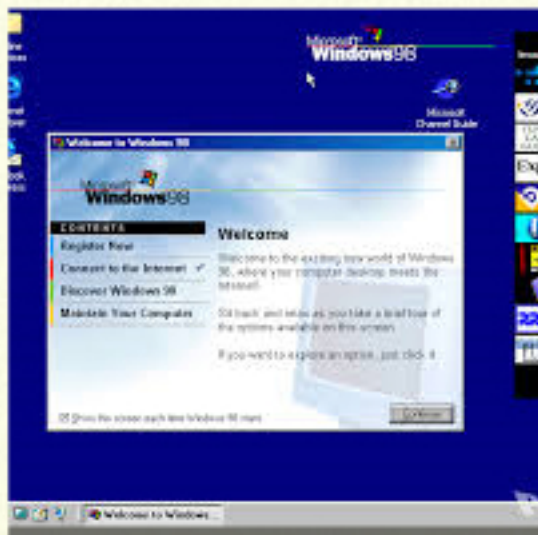 Microsoft
Windows98
Microsoft
Channel Guide
Welcome to Windows 98
Microsoft
Windows98
CONTENTS
Register Now
Connect to the Internet ✓
Discover Windows 98
Maintain Your Computer
Welcome
Welcome to the exciting new world of Windows
98, where your computer desktop meets the
Internet!
Sit back and relax as you take a brief tour of
the options available on this screen.
If you want to explore an option, just click it.
Show this screen each time Windows 98 starts
Continue
Welcome to Windows...